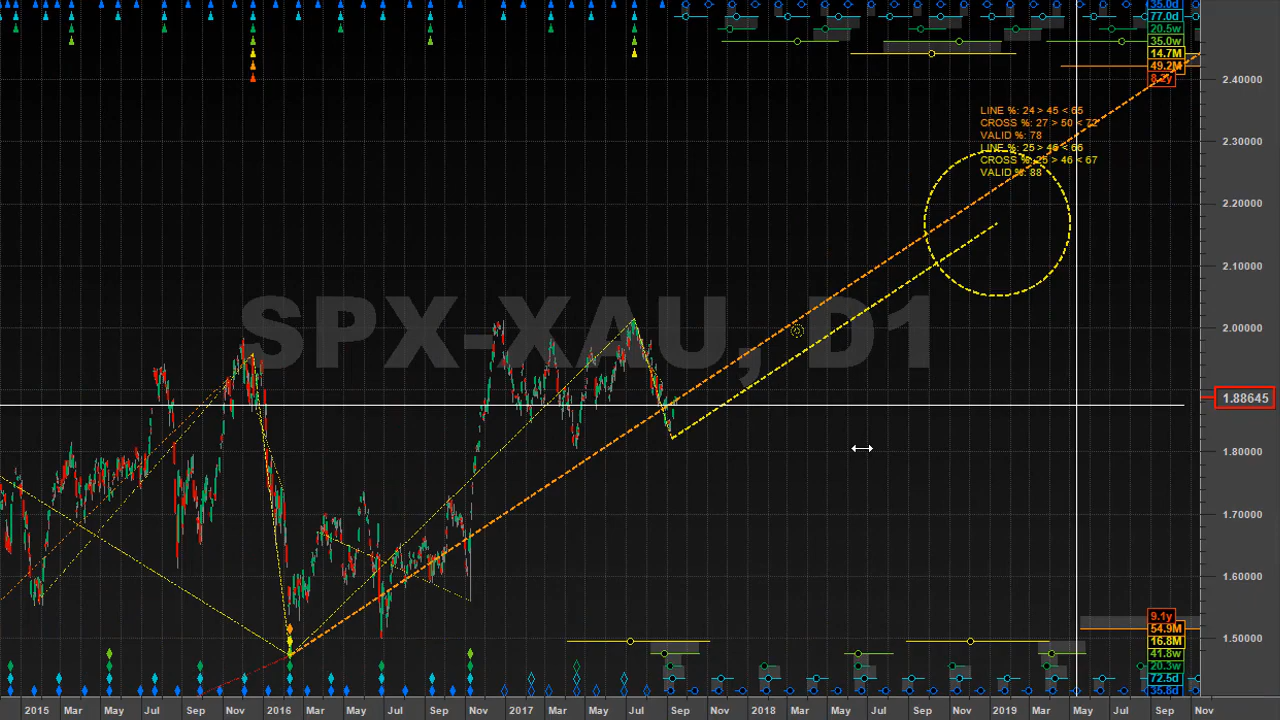 35.0d
77.0d
20.5w
35.0w
14.7M
49.2M
8.2y
2.40000
LINE %: 24 > 45 < 65
CROSS %: 27 > 50 < 72
VALID %: 78
LINE %: 25 > 46 < 66
CROSS %: 25 > 46 < 67
VALID %: 88
2.30000
2.20000
2.10000
SPX-XAU, D1
2.00000
1.88645
1.80000
1.70000
1.60000
9.1y
54.9M
16.8M
1.50000
41.8w
20.3w
72.5d
35.8d
2015 Mar May Jul Sep Nov 2016 Mar May Jul Sep Nov 2017 Mar May Jul Sep Nov 2018 Mar May Jul Sep Nov 2019 Mar May Jul Sep Nov